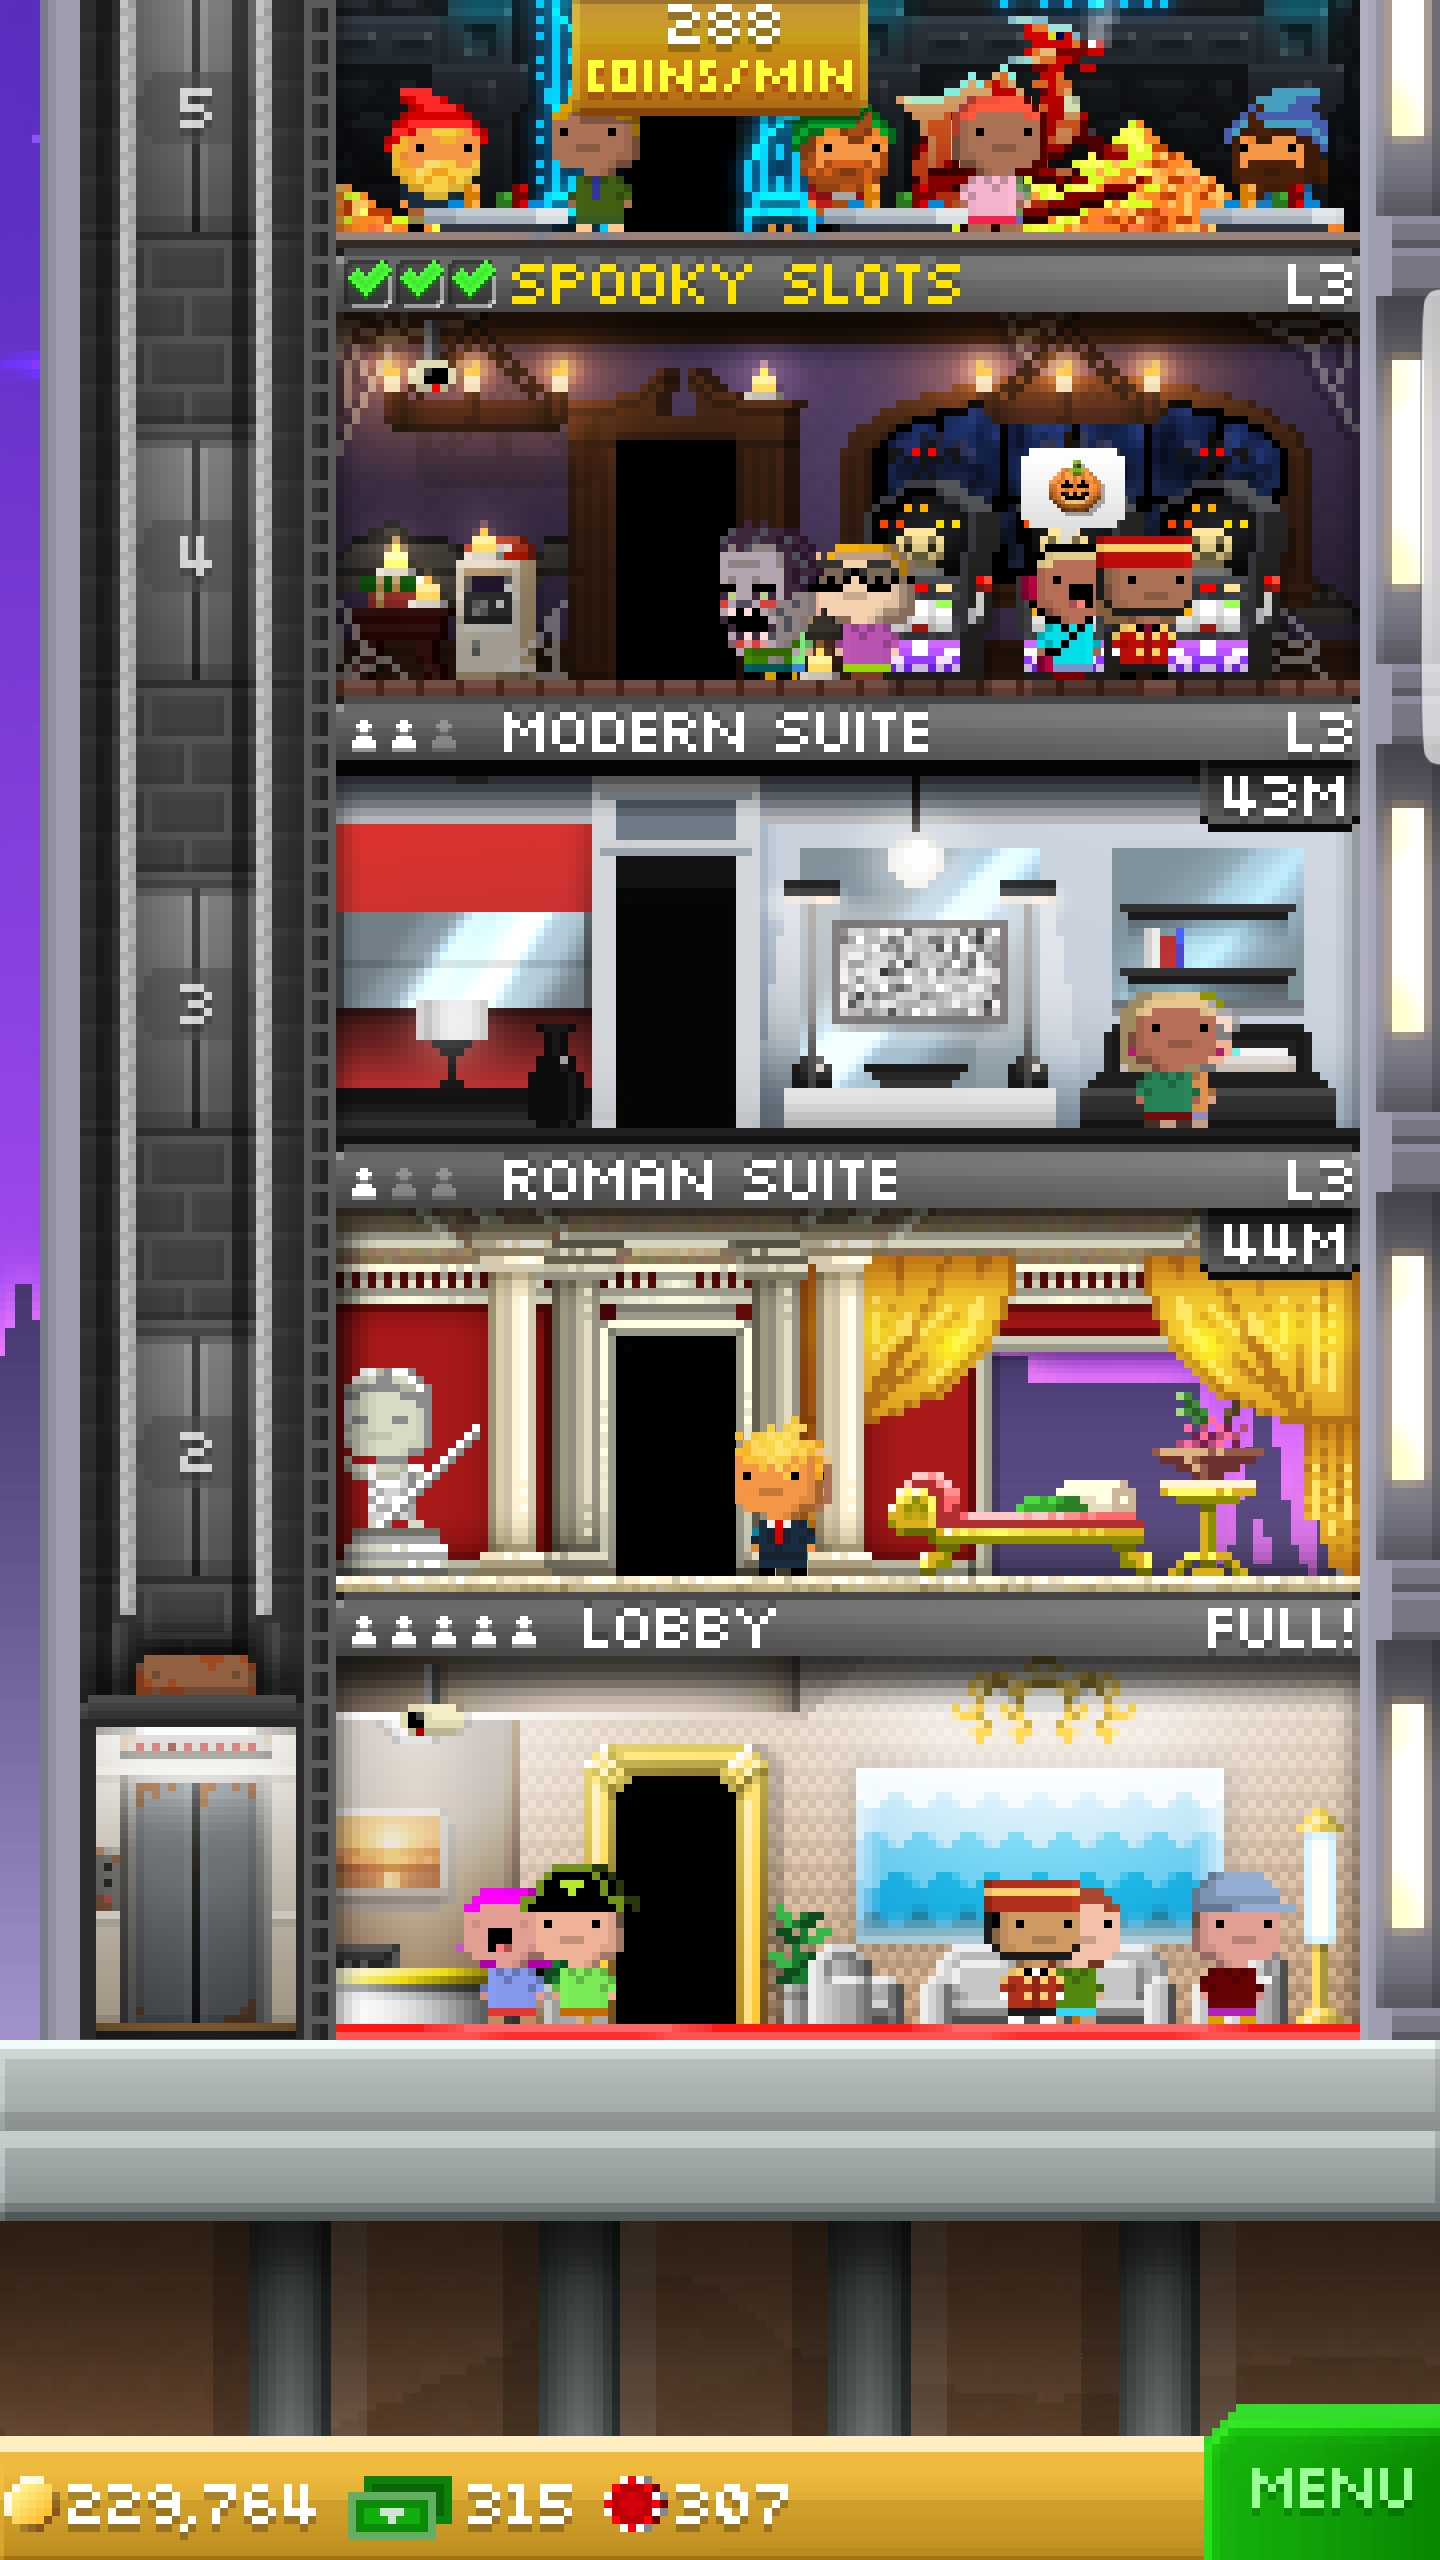 288
COINS/MIN
5
SPOOKY SLOTS L3
4
MODERN SUITE L3
43M
3
ROMAN SUITE L3
44M
2
LOBBY FULL!
229,764 315 307
MENU